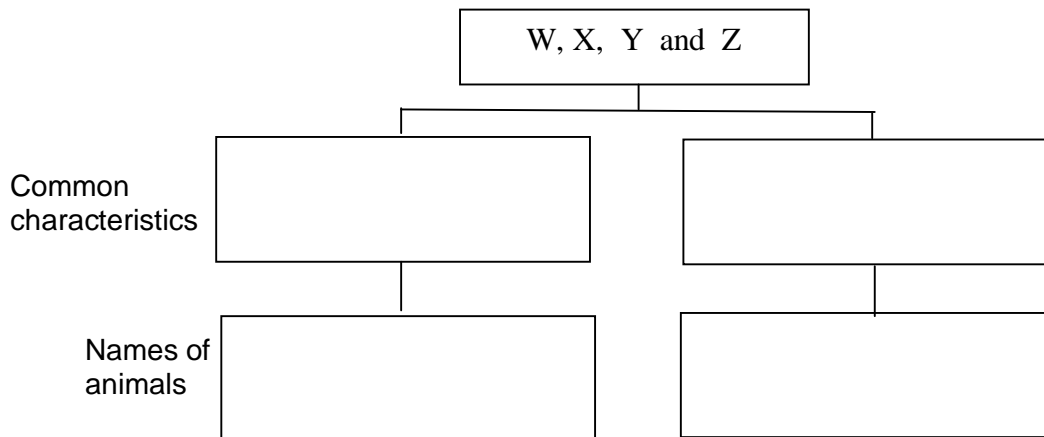 W, X, Y and Z
Common
characteristics
Names of
animals